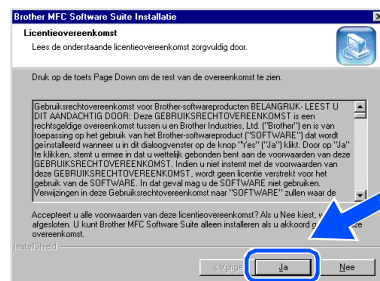 Brother MFC Software Suite Installatie
Licentieovereenkomst
Lees de onderstaande licentieovereenkomst zorgvuldig door.
Druk op de toets Page Down om de rest van de overeenkomst te zien.
Gebruiksrechtovereenkomst voor Brother-softwareproducten BELANGRIJK- LEEST U
DIT AANDACHTIG DOOR: Deze GEBRUIKSRECHTOVEREENKOMST is een
rechtsgeldige overeenkomst tussen u en Brother Industries, Ltd. ("Brother") en is van
toepassing op het gebruik van het Brother-softwareproduct ("SOFTWARE") dat wordt
geïnstalleerd wanneer u in dit dialoogvenster op de knop "Yes" ("Ja") klikt. Door op "Ja"
te klikken, stemt u ermee in dat u wettelijk gebonden bent aan de voorwaarden van deze
GEBRUIKSRECHTOVEREENKOMST. Indien u niet instemt met de voorwaarden van
deze GEBRUIKSRECHTOVEREENKOMST, wordt geen licentie verstrekt voor het
gebruik van de SOFTWARE. In dat geval mag u de SOFTWARE niet gebruiken.
Verwijzingen in deze Gebruiksrechtovereenkomst naar "SOFTWARE" zullen waar de
Accepteert u alle voorwaarden van deze licentieovereenkomst? Als u Nee kiest, w
afgesloten. U kunt Brother MFC Software Suite alleen installeren als u akkoord g ze
overeenkomst.
InstallShield
< Vorige Ja Nee